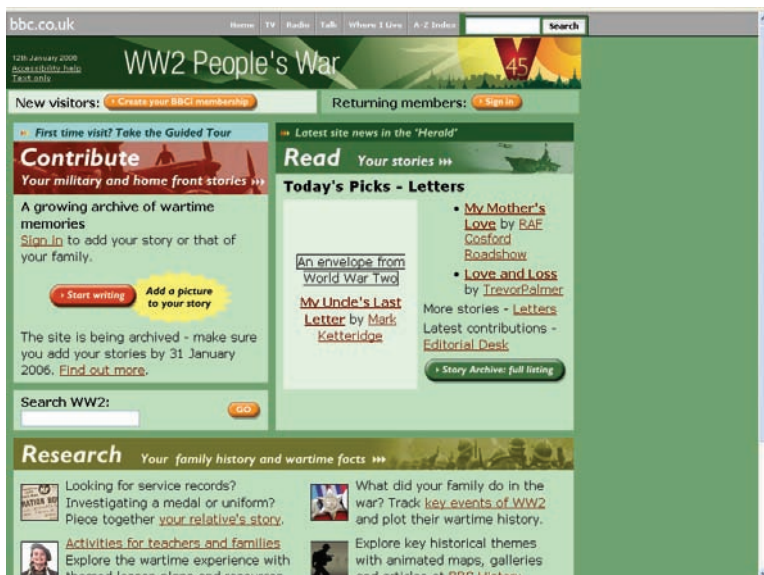 bbc.co.uk
Home TV Radio Talk Where I Live A-Z Index Search
12th January 2006
Accessibility help
Text only
WW2 People's War
45
New visitors: Create your BBCi membership
Returning members: Sign in
First time visit? Take the Guided Tour
Contribute
Your military and home front stories
A growing archive of wartime
memories
Sign in to add your story or that of
your family.
Start writing
Add a picture
to your story
The site is being archived - make sure
you add your stories by 31 January
2006. Find out more.
Search WW2:
GO
Latest site news in the 'Herald'
Read Your stories
Today's Picks - Letters
An envelope from
World War Two
My Uncle's Last
Letter by Mark
Ketteridge
My Mother's
Love by RAF
Cosford
Roadshow
Love and Loss
by TrevorPalmer
More stories - Letters
Latest contributions -
Editorial Desk
Story Archive: full listing
Research Your family history and wartime facts
Looking for service records?
Investigating a medal or uniform?
Piece together your relative's story.
Activities for teachers and families
Explore the wartime experience with
themed lesson plans and resources
What did your family do in the
war? Track key events of WW2
and plot their wartime history.
Explore key historical themes
with animated maps, galleries
and articles at BBC History